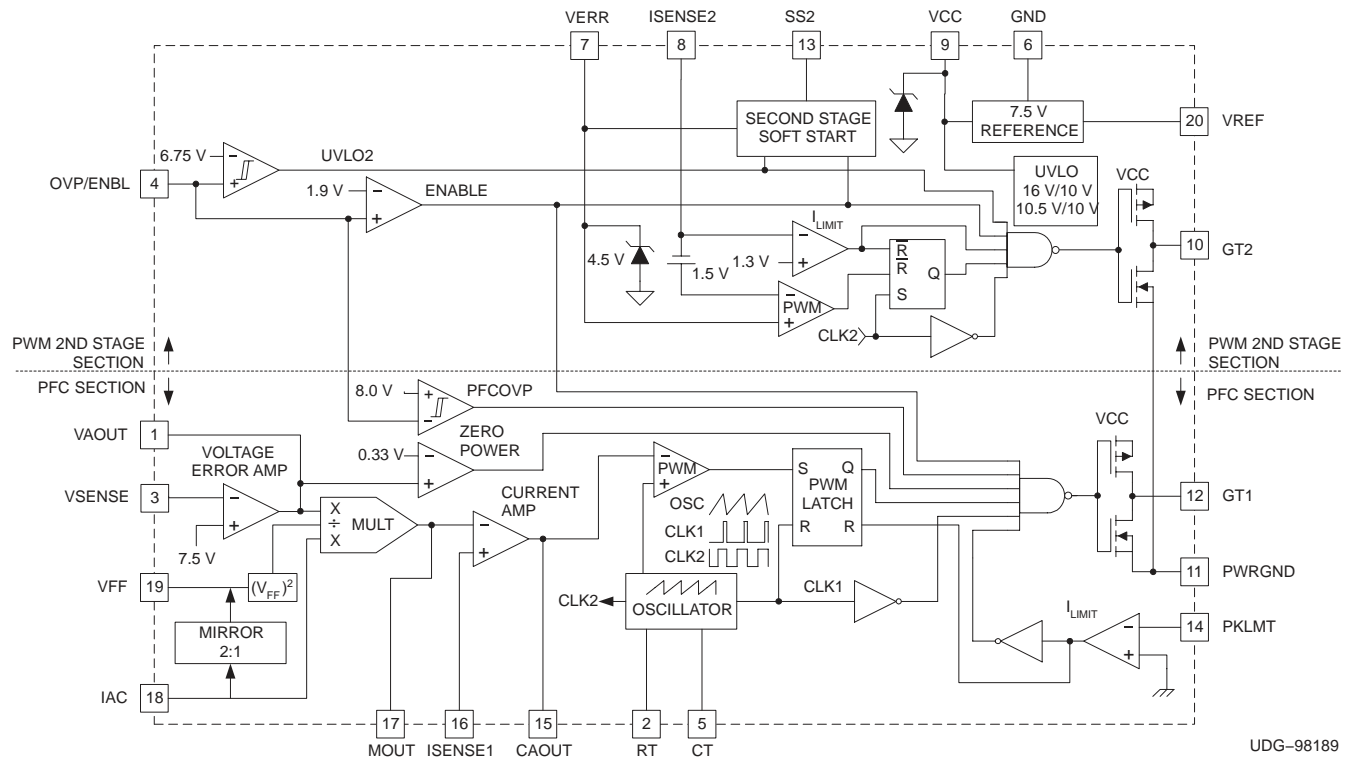 VERR
ISENSE2
SS2
VCC
GND
7
8
13
9
6
SECOND STAGE
SOFT START
7.5 V
REFERENCE
20
VREF
6.75 V
−
+
UVLO2
OVP/ENBL
4
1.9 V
−
+
ENABLE
UVLO
16 V/10 V
10.5 V/10 V
VCC
I_LIMIT
−
+
1.3 V
4.5 V
1.5 V
R
R
Q
S
10
GT2
−
+
PWM
CLK2
PWM 2ND STAGE
SECTION
PFC SECTION
PWM 2ND STAGE
SECTION
PFC SECTION
8.0 V
+
−
PFCOVP
VCC
VAOUT
1
VOLTAGE
ERROR AMP
0.33 V
−
+
ZERO
POWER
VSENSE
3
−
+
7.5 V
X
÷
X
MULT
CURRENT
AMP
−
+
−
+
PWM
OSC
CLK1
CLK2
S
Q
PWM
LATCH
R
R
12
GT1
VFF
19
(V_FF)²
MIRROR
2:1
CLK2
OSCILLATOR
CLK1
11
PWRGND
I_LIMIT
−
+
14
PKLMT
IAC
18
17
16
15
2
5
MOUT
ISENSE1
CAOUT
RT
CT
UDG−98189